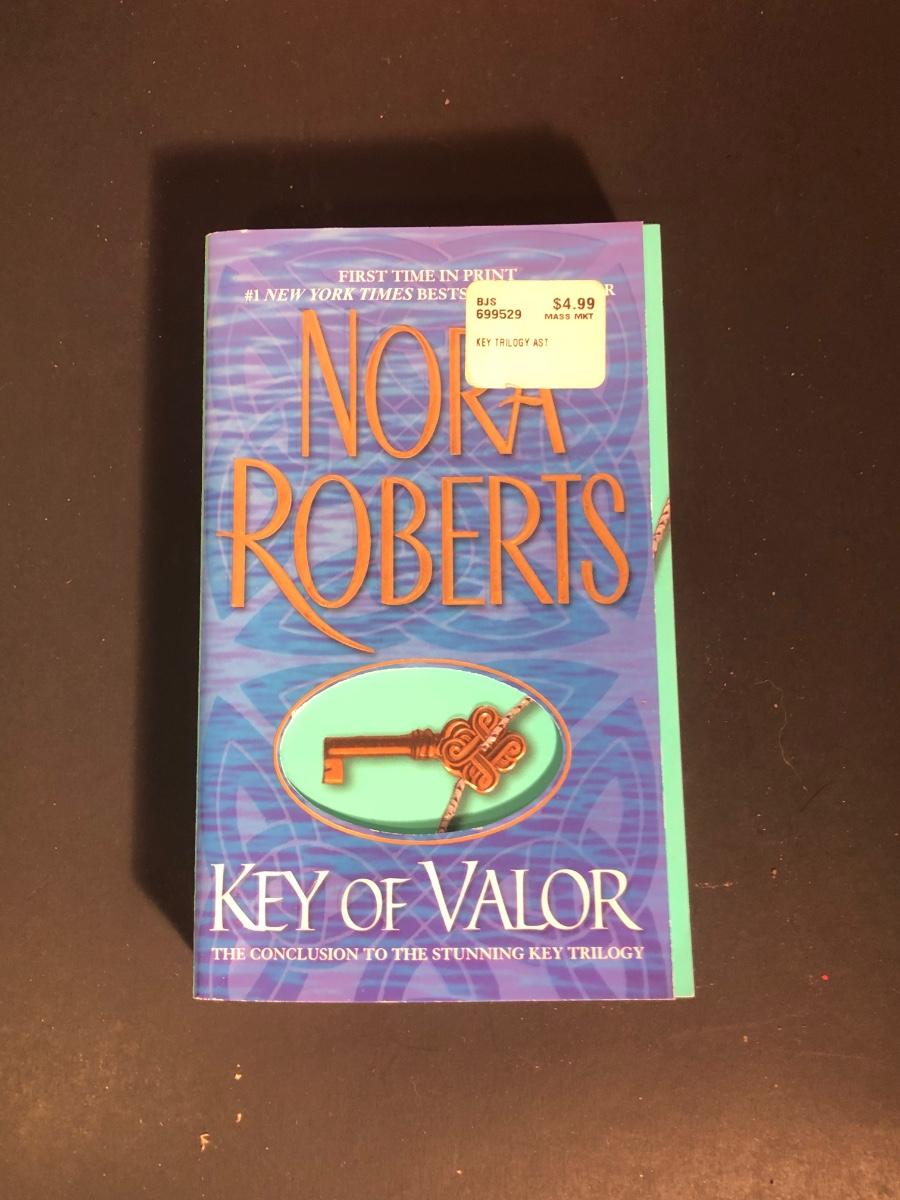 FIRST TIME IN PRINT
#1 NEW YORK TIMES
BJS $4.99
699529 MASS MKT
KEY TRILOGY AST
NORA
ROBERTS
KEY OF VALOR
THE CONCLUSION TO THE STUNNING KEY TRILOGY